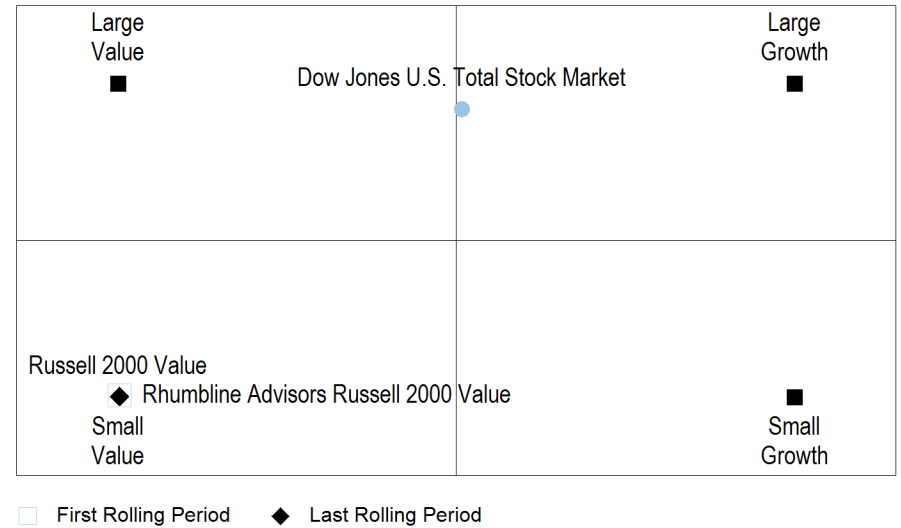 Large
Value
Large
Growth
Dow Jones U.S. Total Stock Market
Russell 2000 Value
Rhumbline Advisors Russell 2000 Value
Small
Value
Small
Growth
First Rolling Period
Last Rolling Period